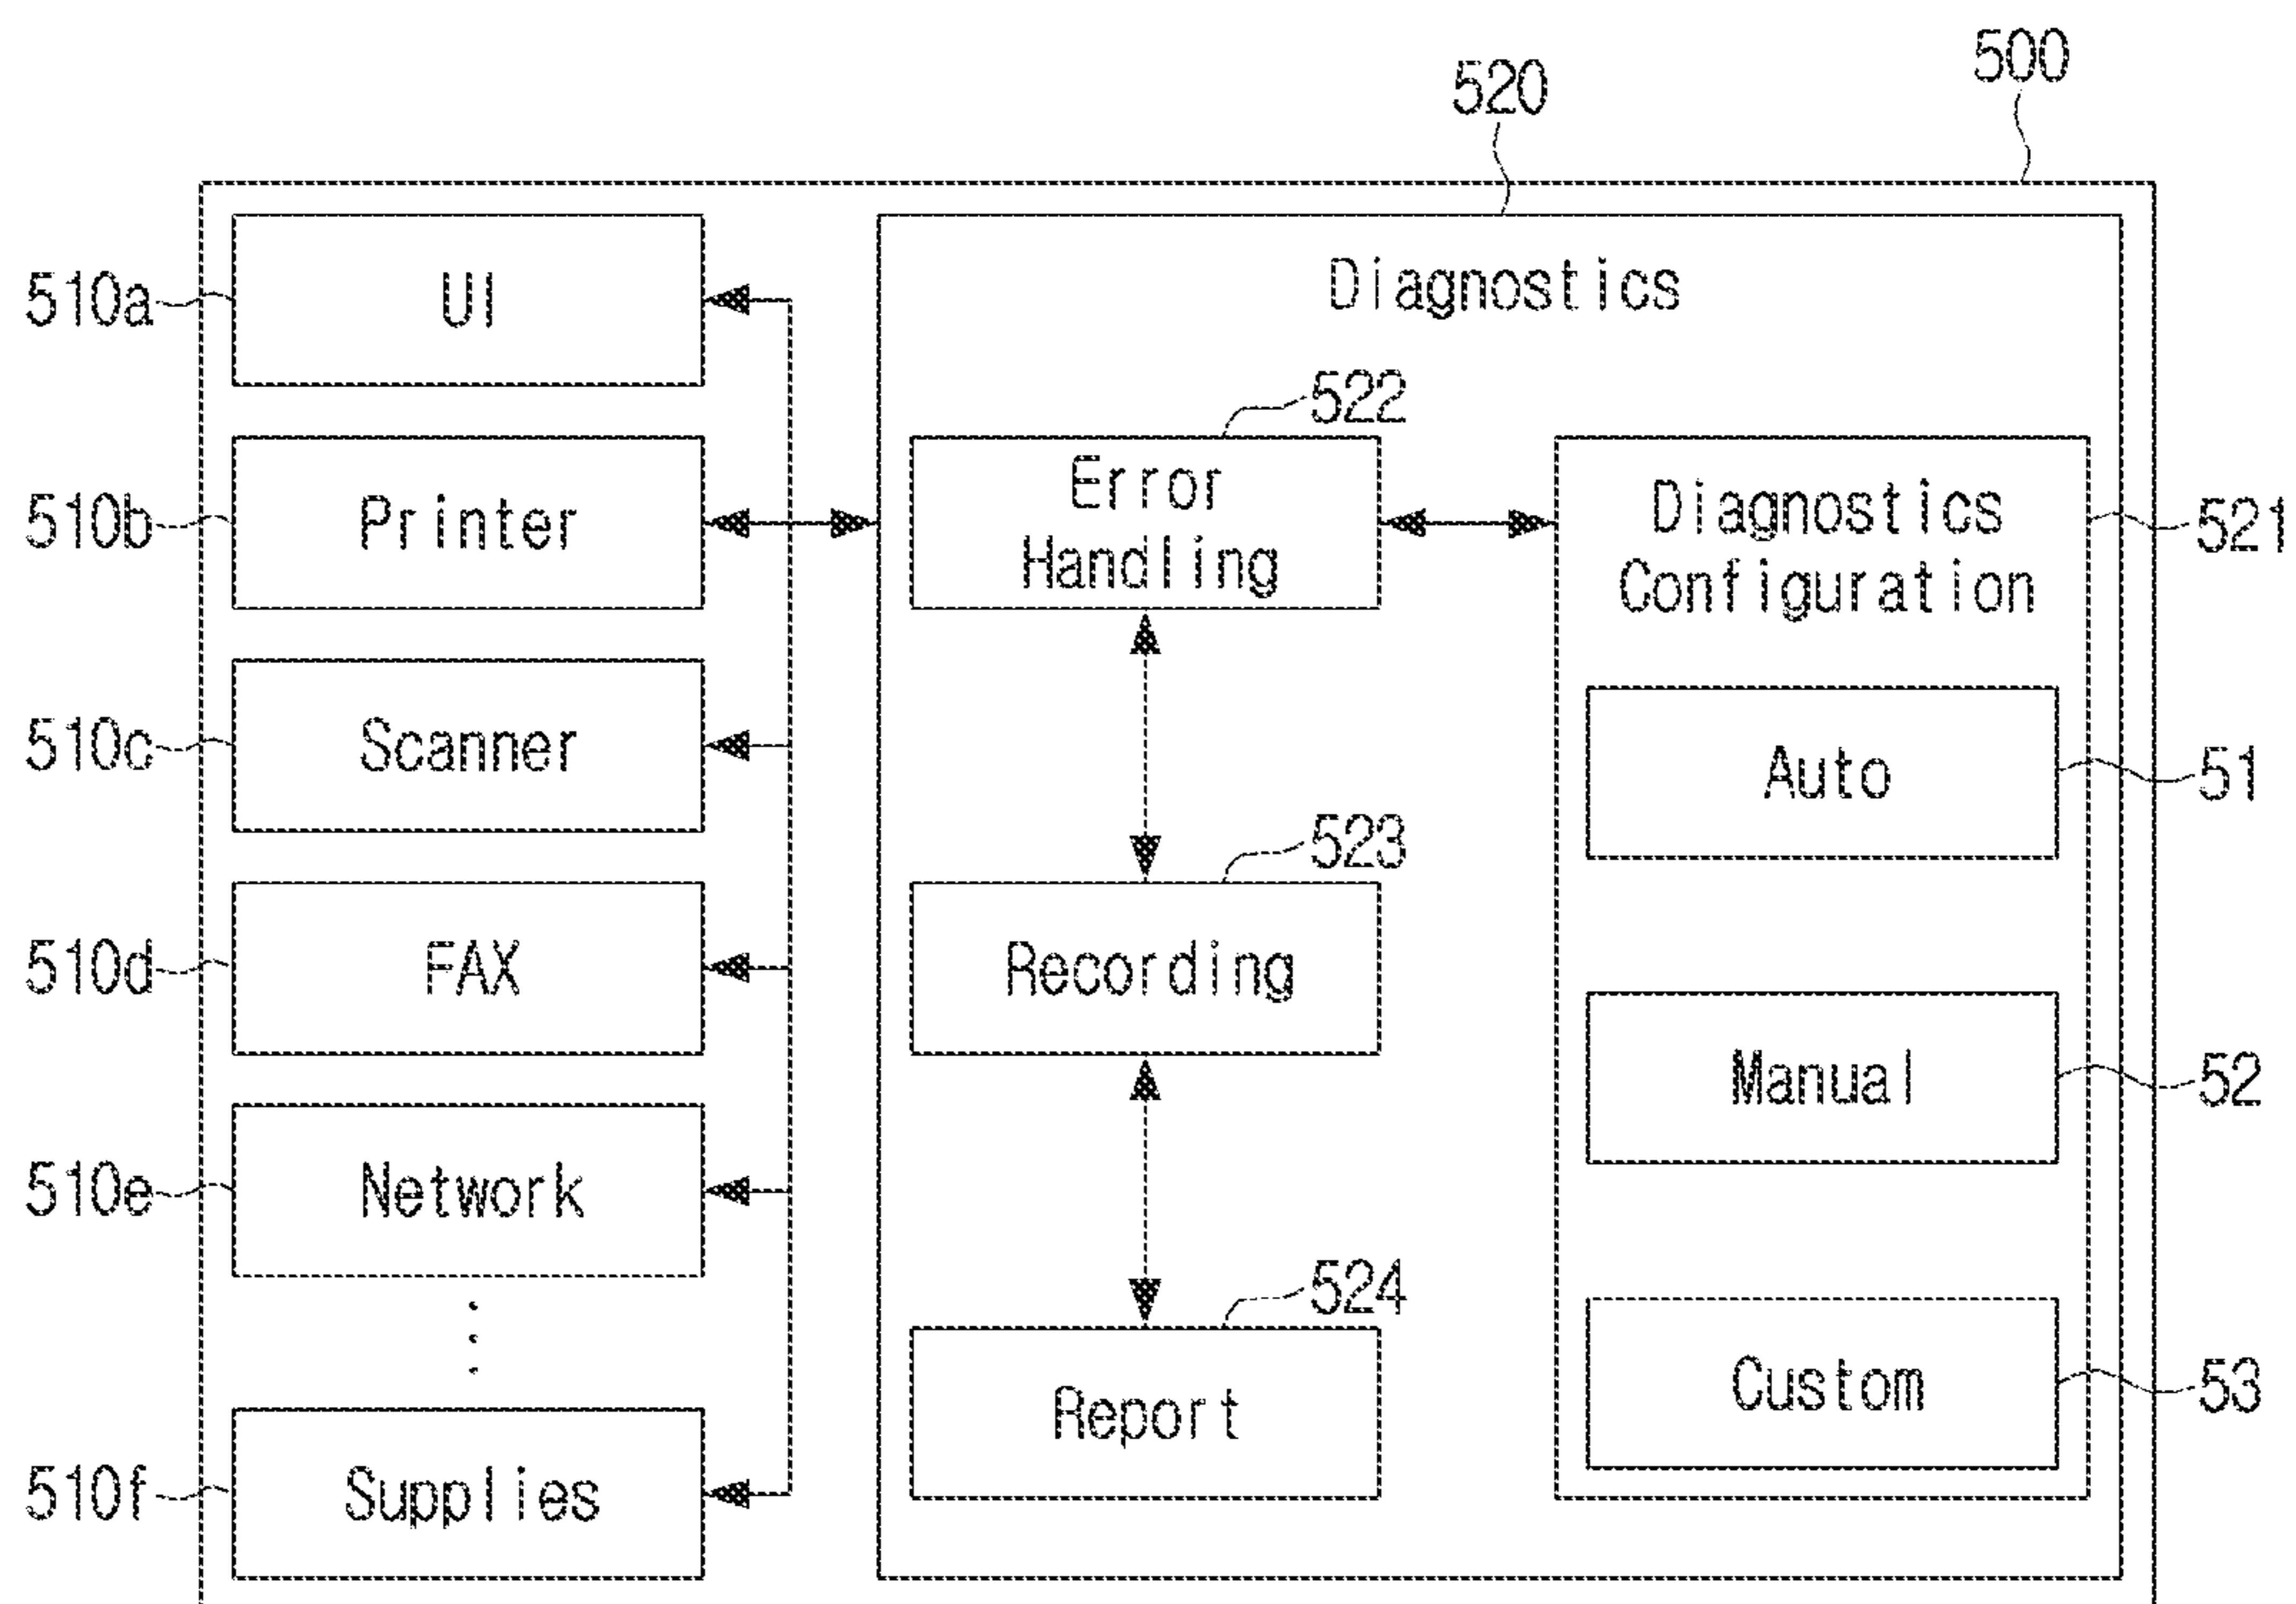 500
520
510a
UI
Diagnostics
522
510b
Printer
Error
Handling
Diagnostics
Configuration
521
510c
Scanner
Auto
51
523
510d
FAX
Recording
Manual
52
510e
Network
524
Report
Custom
53
510f
Supplies